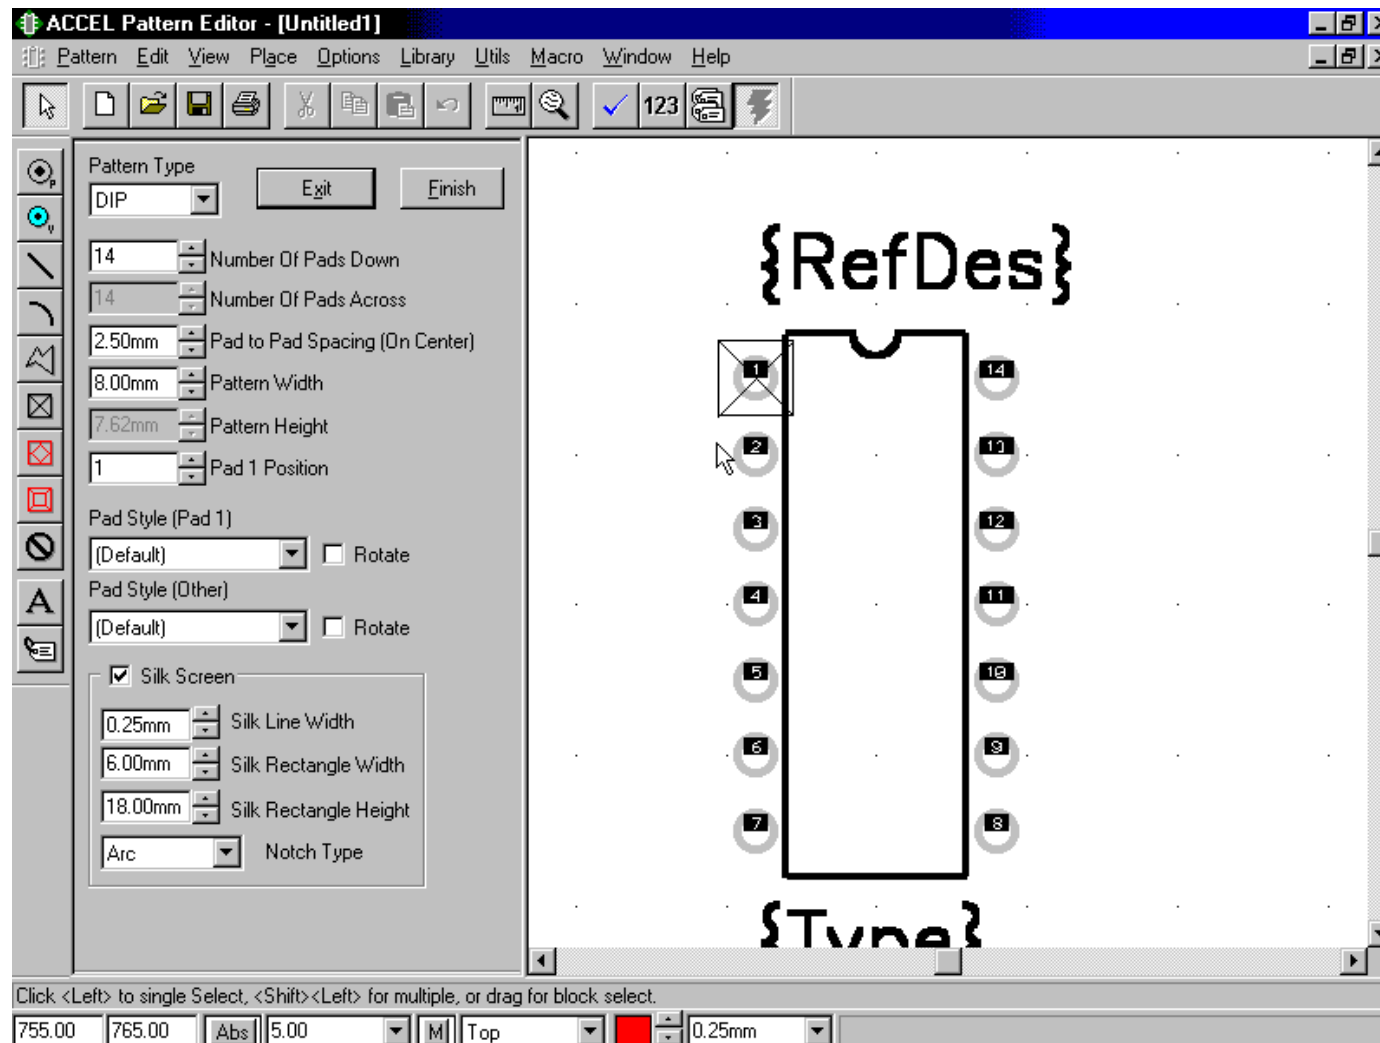 ACCEL Pattern Editor - [Untitled1]
Pattern Edit View Place Options Library Utils Macro Window Help
123
Pattern Type
DIP
Exit
Finish
14 Number Of Pads Down
14 Number Of Pads Across
2.50mm Pad to Pad Spacing (On Center)
8.00mm Pattern Width
7.62mm Pattern Height
1 Pad 1 Position
Pad Style (Pad 1)
(Default) Rotate
Pad Style (Other)
(Default) Rotate
Silk Screen
0.25mm Silk Line Width
6.00mm Silk Rectangle Width
18.00mm Silk Rectangle Height
Arc Notch Type
P
V
A
{RefDes}
1 14
2 13
3 12
4 11
5 10
6 9
7 8
{Type}
Click <Left> to single Select, <Shift><Left> for multiple, or drag for block select.
755.00 765.00 Abs 5.00 M Top 0.25mm